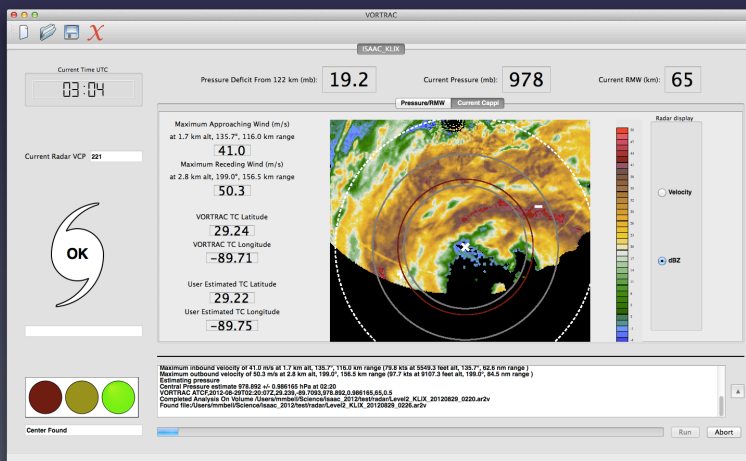 VORTRAC
ISAAC_KLIX
Current Time UTC
03:04
Pressure Deficit From 122 km (mb): 19.2
Current Pressure (mb): 978
Current RMW (km): 65
Pressure/RMW Current Cappi
Radar display
Maximum Approaching Wind (m/s)
at 1.7 km alt, 135.7°, 116.0 km range
41.0
Maximum Receding Wind (m/s)
at 2.8 km alt, 199.0°, 156.5 km range
50.3
Current Radar VCP 221
Velocity
VORTRAC TC Latitude
29.24
VORTRAC TC Longitude
-89.71
OK
dBZ
User Estimated TC Latitude
29.22
User Estimated TC Longitude
-89.75
Maximum inbound velocity of 41.0 m/s at 1.7 km alt, 135.7°, 116.0 km range (79.8 kts at 5549.3 feet alt, 135.7°, 62.6 nm range )
Maximum outbound velocity of 50.3 m/s at 2.8 km alt, 199.0°, 156.5 km range (97.7 kts at 9107.3 feet alt, 199.0°, 84.5 nm range )
Estimating pressure
Central Pressure estimate 978.892 +/- 0.986165 hPa at 02:20
VORTRAC ATCF,2012-08-29T02:20:07Z,29.239,-89.7093,978.892,0.986165,65,0.5
Completed Analysis On Volume /Users/mmbell/Science/isaac_2012/test/radar/Level2_KLIX_20120829_0220.ar2v
Found file:/Users/mmbell/Science/isaac_2012/test/radar/Level2_KLIX_20120829_0226.ar2v
Center Found
Run Abort